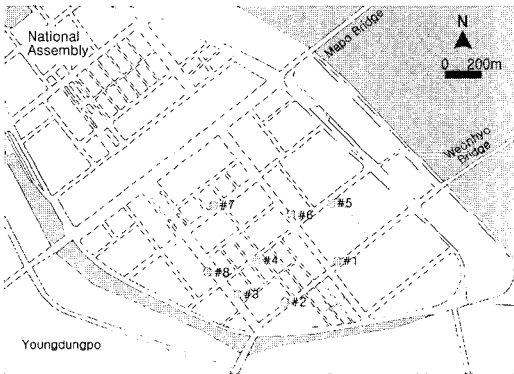 National
Assembly
Mapo Bridge
N
0 200m
Weonhyo
Bridge
#5
#7
#6
#4
#1
#8
#3
#2
Youngdungpo